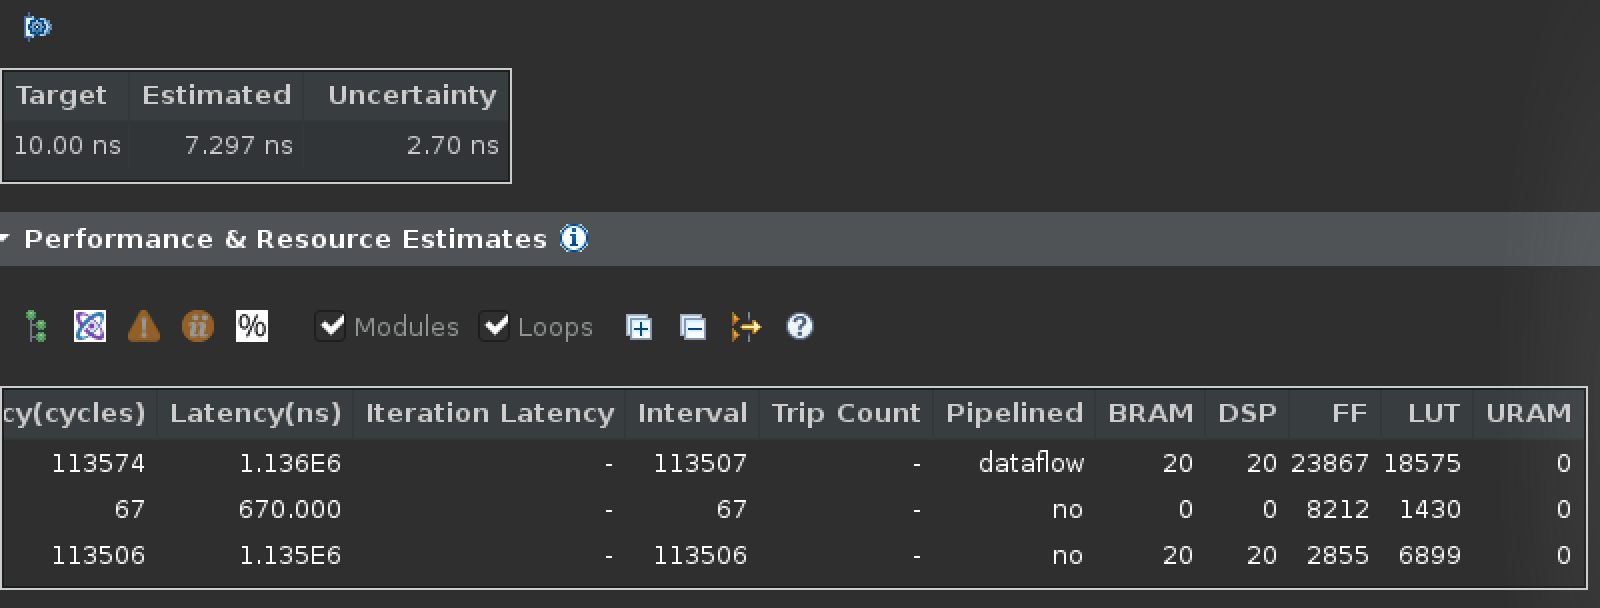 Target Estimated Uncertainty
10.00 ns 7.297 ns 2.70 ns
Performance & Resource Estimates
% Modules Loops
cy(cycles) Latency(ns) Iteration Latency Interval Trip Count Pipelined BRAM DSP FF LUT URAM
113574 1.136E6 - 113507 - dataflow 20 20 23867 18575 0
67 670.000 - 67 - no 0 0 8212 1430 0
113506 1.135E6 - 113506 - no 20 20 2855 6899 0